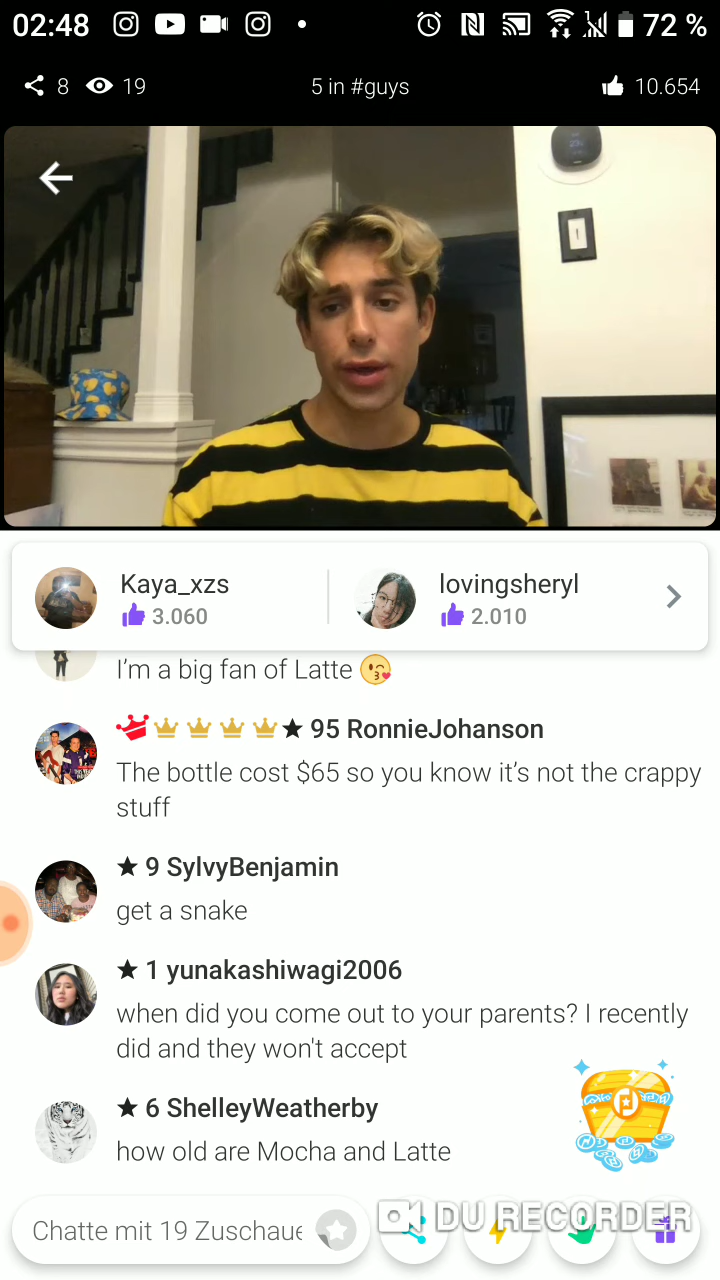 02:48
72 %
8
19
5 in #guys
10.654
Kaya_xzs
3.060
lovingsheryl
2.010
I'm a big fan of Latte 😘
★ 95 RonnieJohanson
The bottle cost $65 so you know it's not the crappy
stuff
★ 9 SylvyBenjamin
get a snake
★ 1 yunakashiwagi2006
when did you come out to your parents? I recently
did and they won't accept
★ 6 ShelleyWeatherby
how old are Mocha and Latte
Chatte mit 19 Zuschaue
DU RECORDER